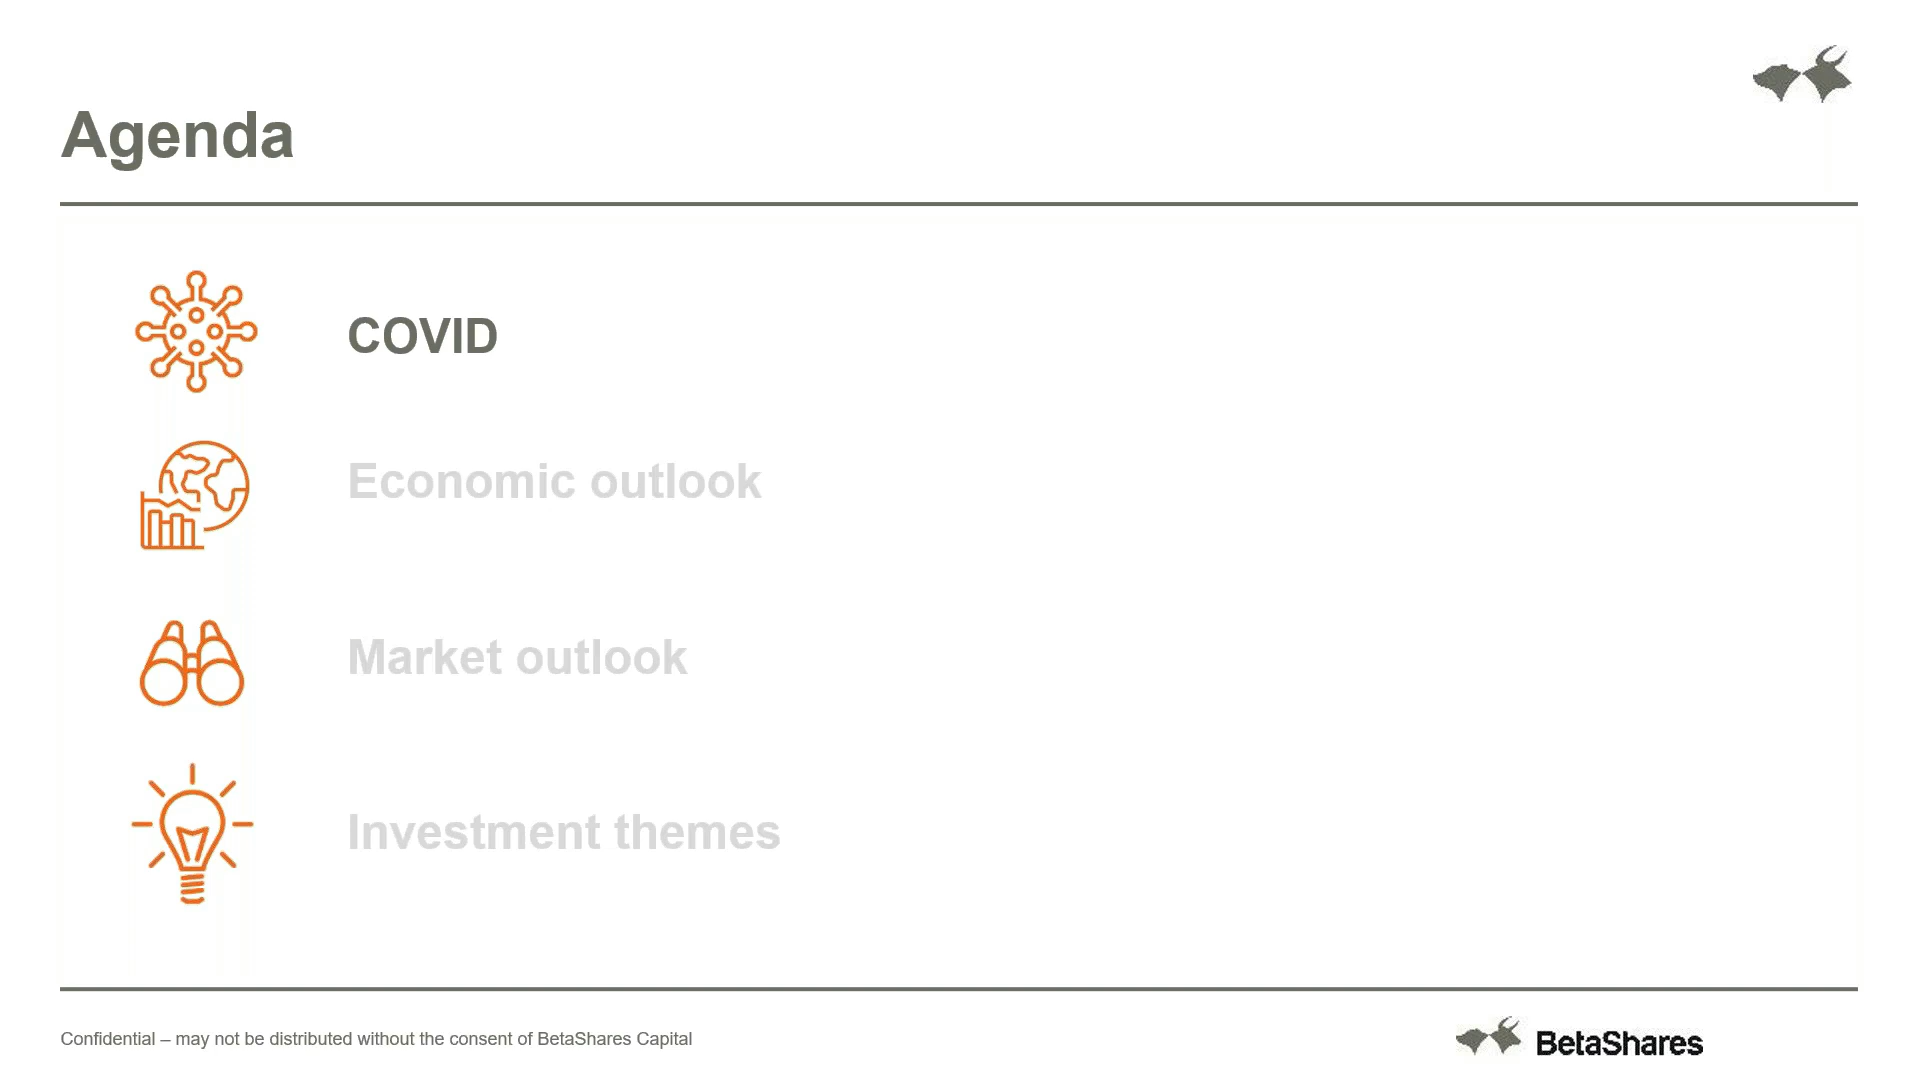 Agenda
COVID
Economic outlook
Market outlook
Investment themes
Confidential – may not be distributed without the consent of BetaShares Capital
BetaShares